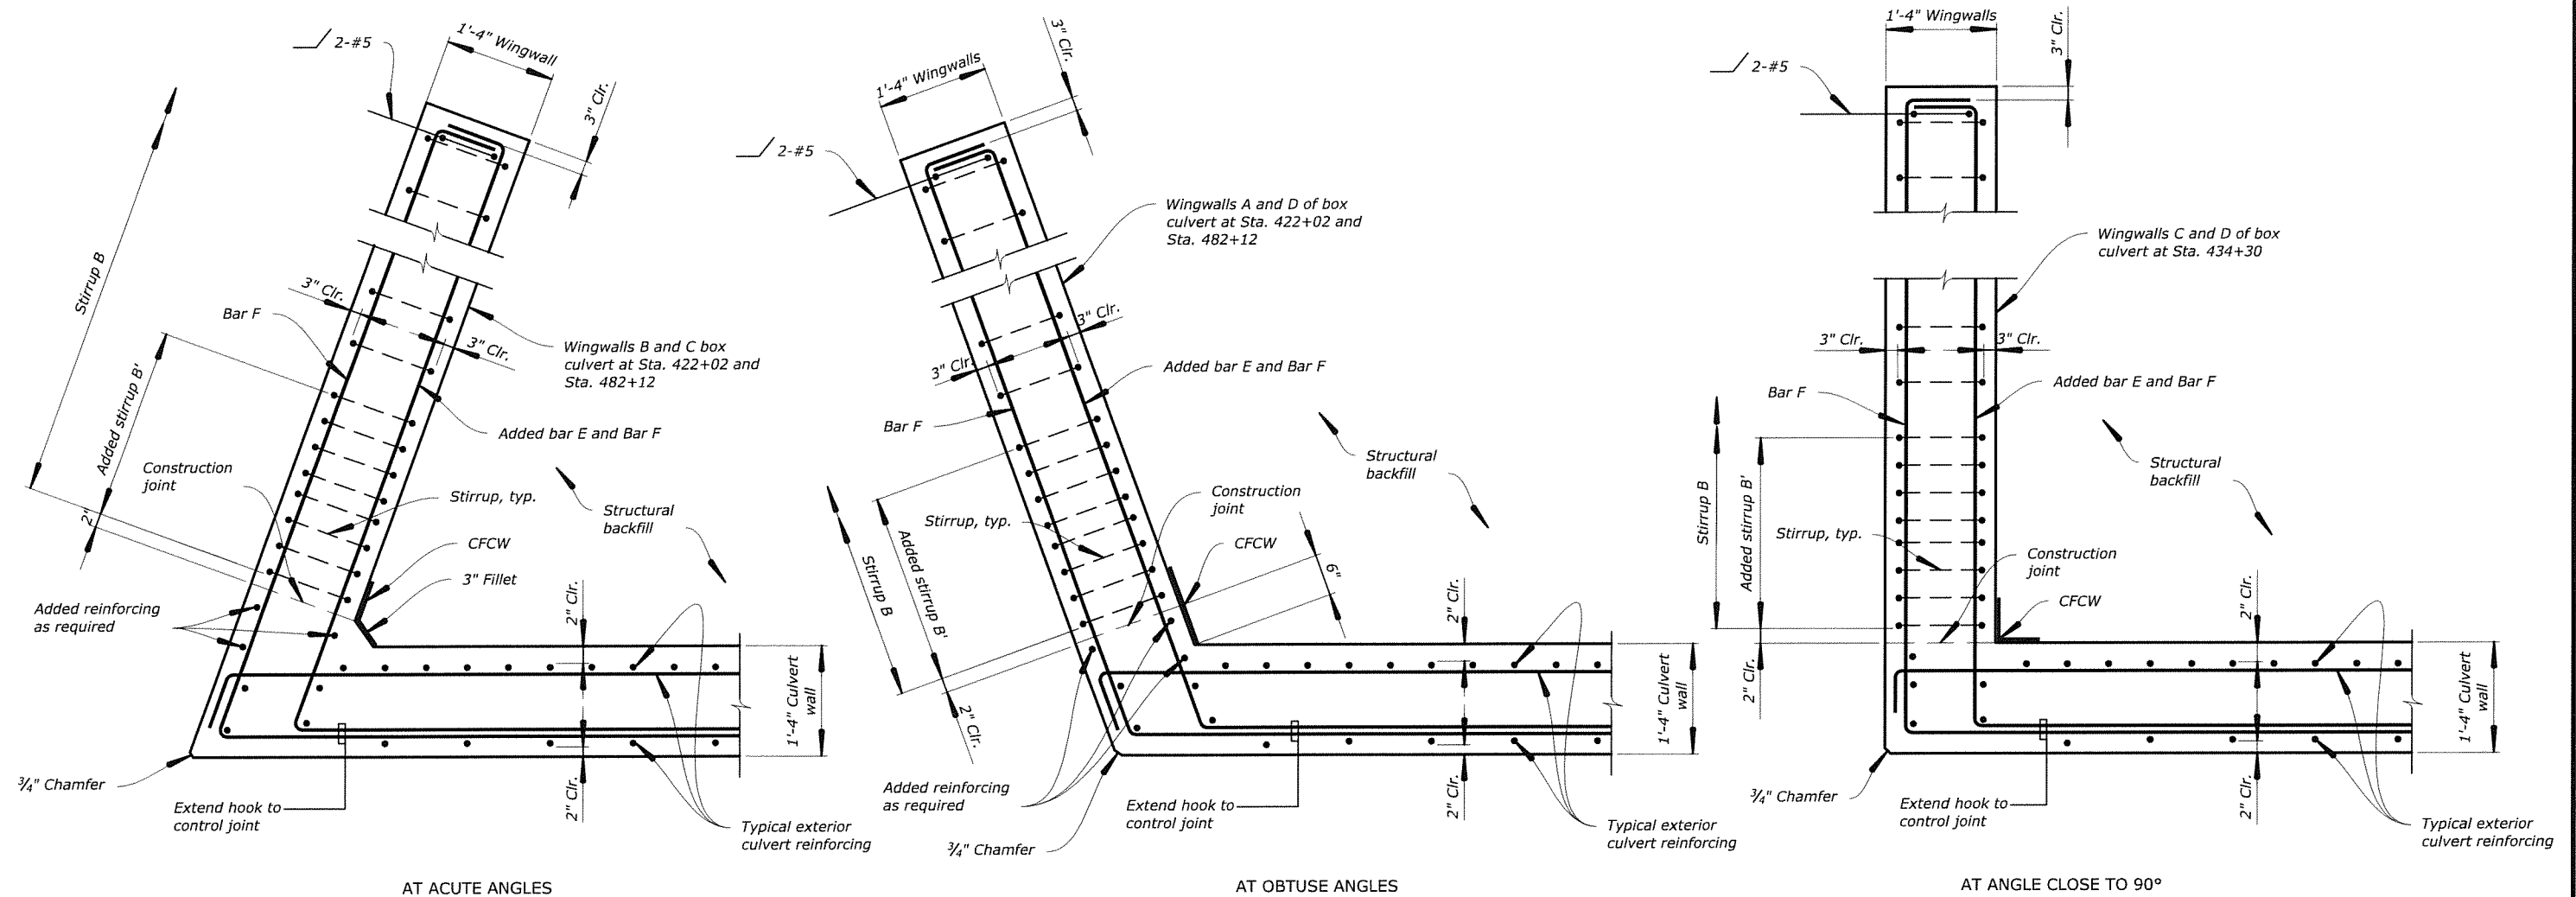 2-#5
1'-4" Wingwall
3" Clr.
Stirrup B
3" Clr.
Bar F
3" Clr.
Wingwalls B and C box
culvert at Sta. 422+02 and
Sta. 482+12
Added stirrup B'
Added bar E and Bar F
Construction
joint
Stirrup, typ.
2"
Structural
backfill
CFCW
3" Fillet
Added reinforcing
as required
2" Clr.
1'-4" Culvert
wall
¾" Chamfer
Extend hook to
control joint
2" Clr.
Typical exterior
culvert reinforcing
AT ACUTE ANGLES
2-#5
1'-4" Wingwalls
3" Clr.
Wingwalls A and D of box
culvert at Sta. 422+02 and
Sta. 482+12
3" Clr.
3" Clr.
Added bar E and Bar F
Bar F
Structural
backfill
Construction
joint
Stirrup, typ.
CFCW
6"
Stirrup B
Added stirrup B'
2" Clr.
2" Clr.
1'-4" Culvert
wall
Added reinforcing
as required
Extend hook to
control joint
2" Clr.
¾" Chamfer
Typical exterior
culvert reinforcing
AT OBTUSE ANGLES
1'-4" Wingwalls
3" Clr.
2-#5
Wingwalls C and D of box
culvert at Sta. 434+30
3" Clr.
3" Clr.
Bar F
Added bar E and Bar F
Structural
backfill
Stirrup B
Added stirrup B'
Stirrup, typ.
Construction
joint
CFCW
2" Clr.
2" Clr.
1'-4" Culvert
wall
¾" Chamfer
Extend hook to
control joint
2" Clr.
Typical exterior
culvert reinforcing
AT ANGLE CLOSE TO 90°